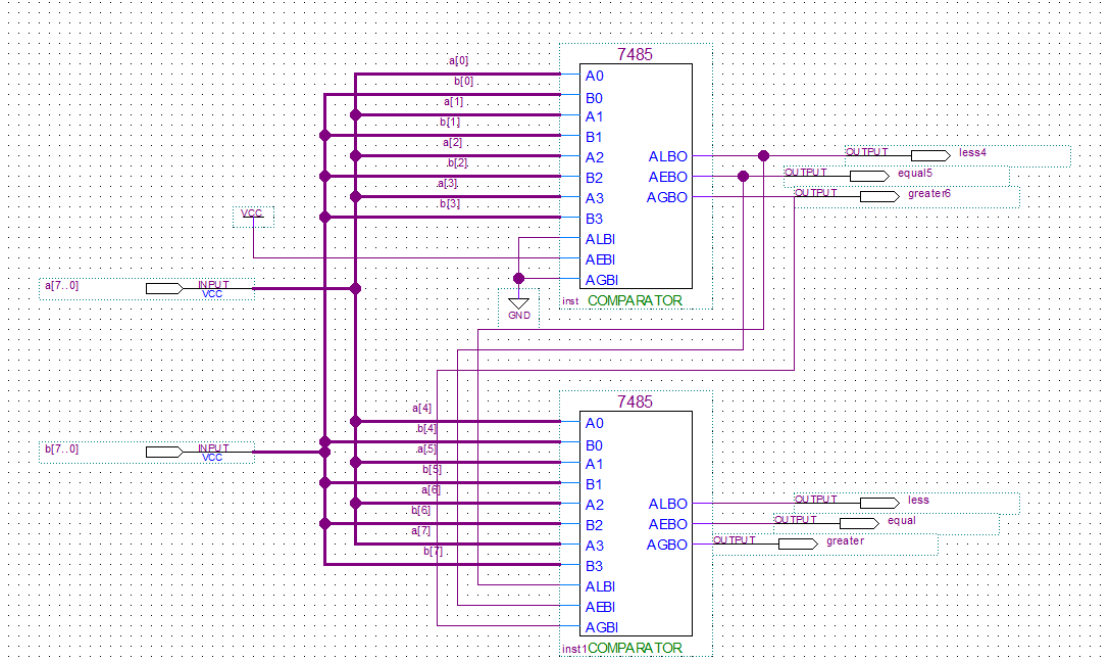 7485
a[0]
A0
b[0]
B0
a[1]
A1
b[1]
B1
a[2]
A2
ALBO
OUTPUT
less4
b[2]
B2
AEBO
OUTPUT
equal5
a[3]
A3
AGBO
OUTPUT
greater6
b[3]
B3
VCC
ALBI
AEBI
AGBI
a[7..0]
INPUT
VCC
inst
COMPARATOR
GND
7485
a[4]
A0
b[4]
B0
b[7..0]
INPUT
VCC
a[5]
A1
b[5]
B1
a[6]
A2
ALBO
OUTPUT
less
b[6]
B2
AEBO
OUTPUT
equal
a[7]
A3
AGBO
OUTPUT
greater
b[7]
B3
ALBI
AEBI
AGBI
inst1
COMPARATOR